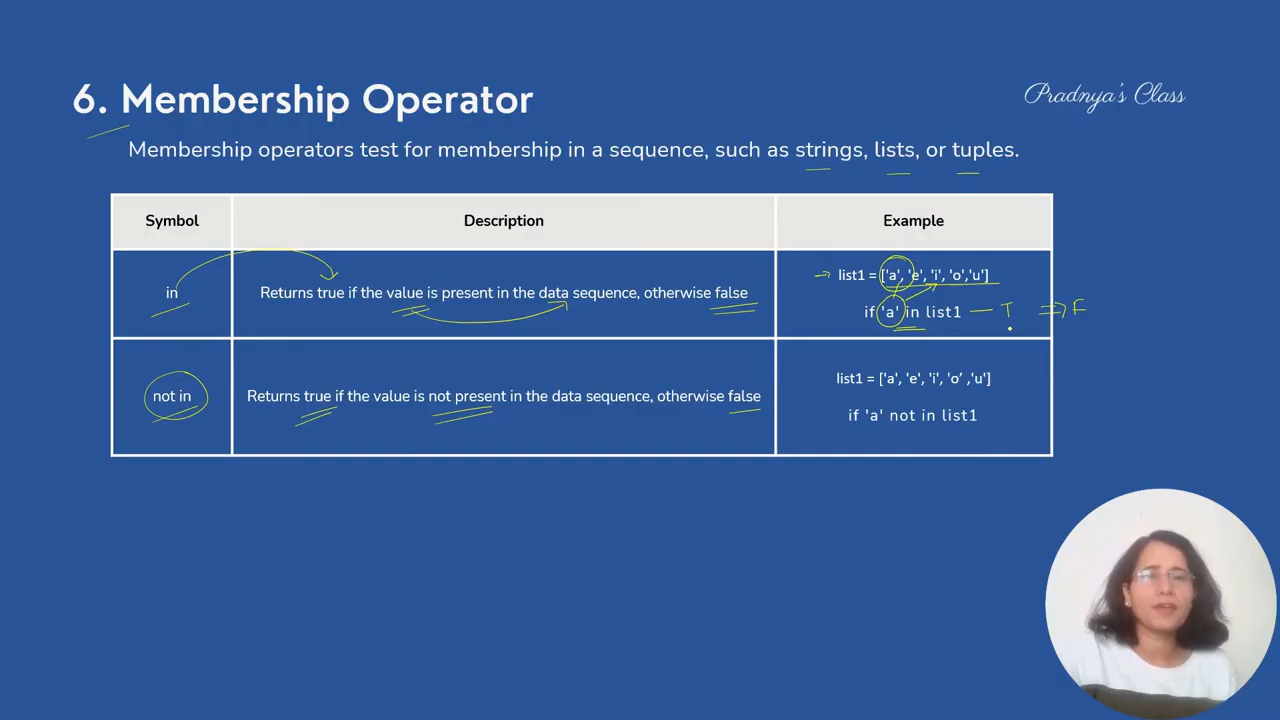 6. Membership Operator
Pradnya's Class
Membership operators test for membership in a sequence, such as strings, lists, or tuples.
Symbol
Description
Example
in
Returns true if the value is present in the data sequence, otherwise false
list1 = ['a', 'e', 'i', 'o','u']
if 'a' in list1 — T ⇒ F
not in
Returns true if the value is not present in the data sequence, otherwise false
list1 = ['a', 'e', 'i', 'o’ ,'u']
if 'a' not in list1